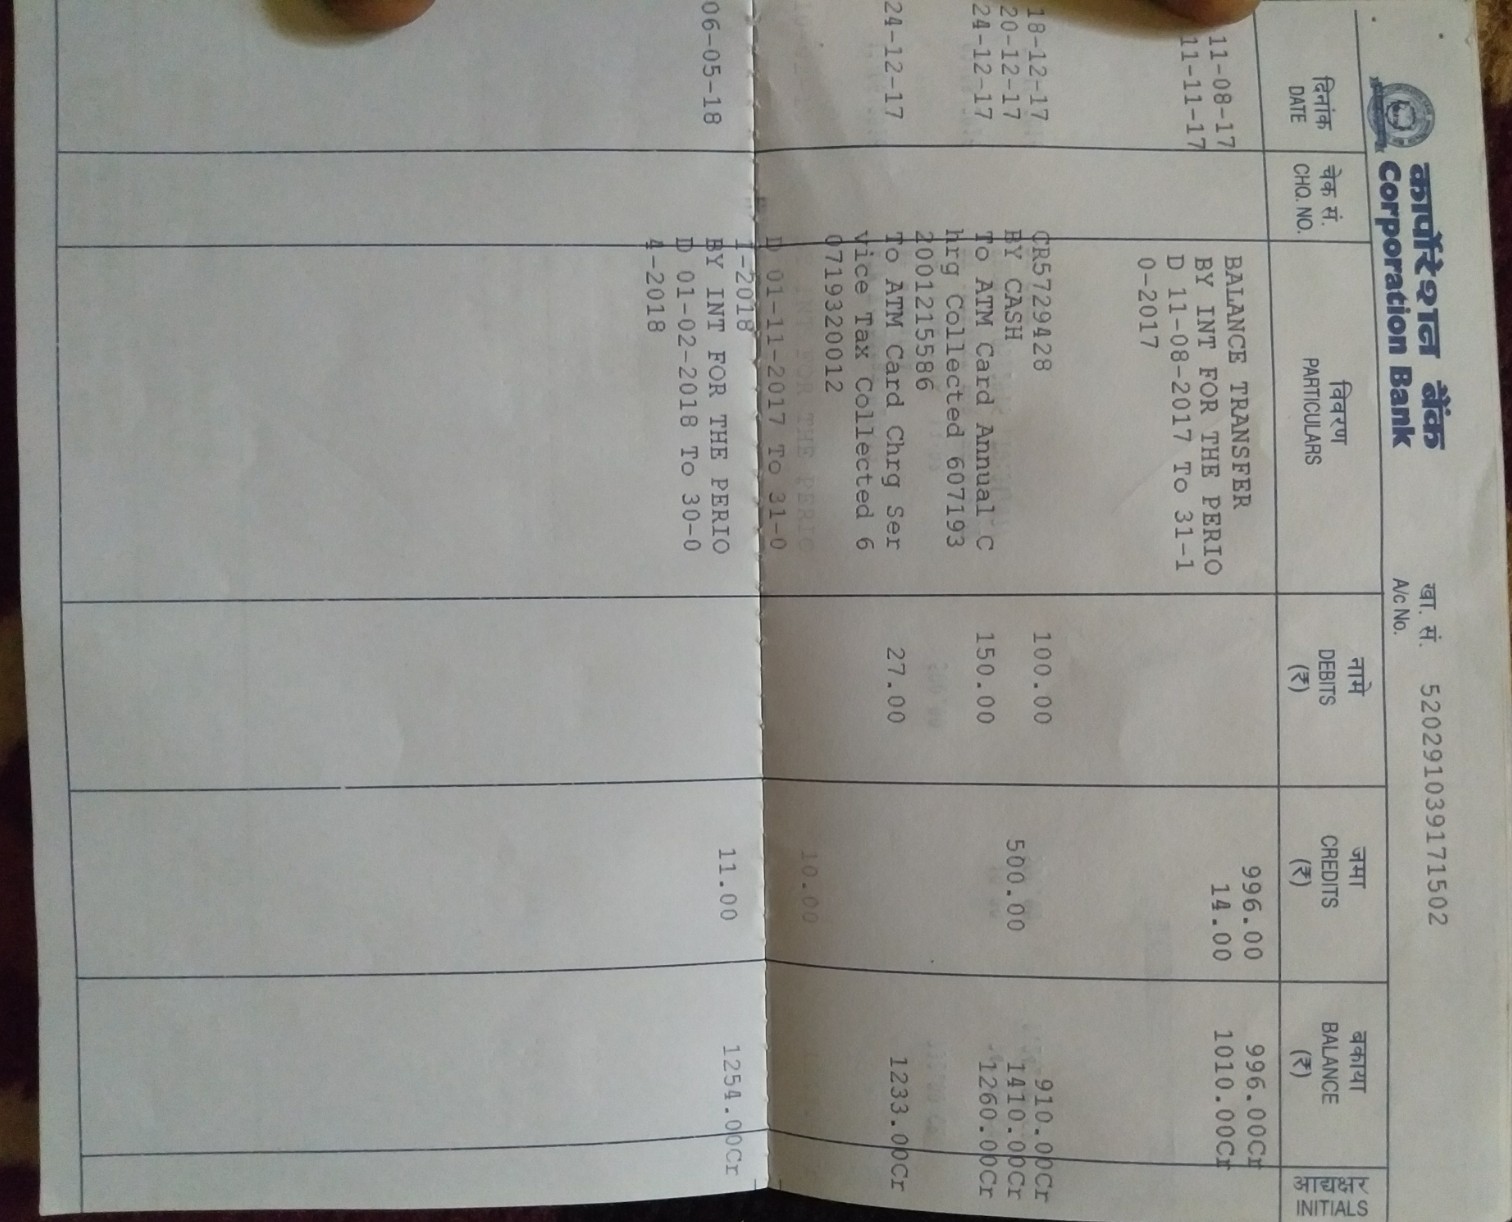 कार्पोरेशन बैंक
Corporation Bank
खा. सं. 520291039171502
A/c No.
दिनांक चेक सं. विवरण नामे जमा बकाया आद्यक्षर
DATE CHQ. NO. PARTICULARS DEBITS CREDITS BALANCE INITIALS
(₹) (₹) (₹)
11-08-17 BALANCE TRANSFER 996.00 996.00Cr
11-11-17 BY INT FOR THE PERIO 14.00 1010.00Cr
D 11-08-2017 To 31-1
0-2017
18-12-17 CR5729428 100.00 910.00Cr
20-12-17 BY CASH 500.00 1410.00Cr
24-12-17 To ATM Card Annual C 150.00 1260.00Cr
hrg Collected 607193
2001215586
24-12-17 To ATM Card Chrg Ser 27.00 1233.00Cr
vice Tax Collected 6
0719320012
INT FOR THE PERIO 10.00
D 01-11-2017 To 31-0
1-2018
06-05-18 BY INT FOR THE PERIO 11.00 1254.00Cr
D 01-02-2018 To 30-0
4-2018